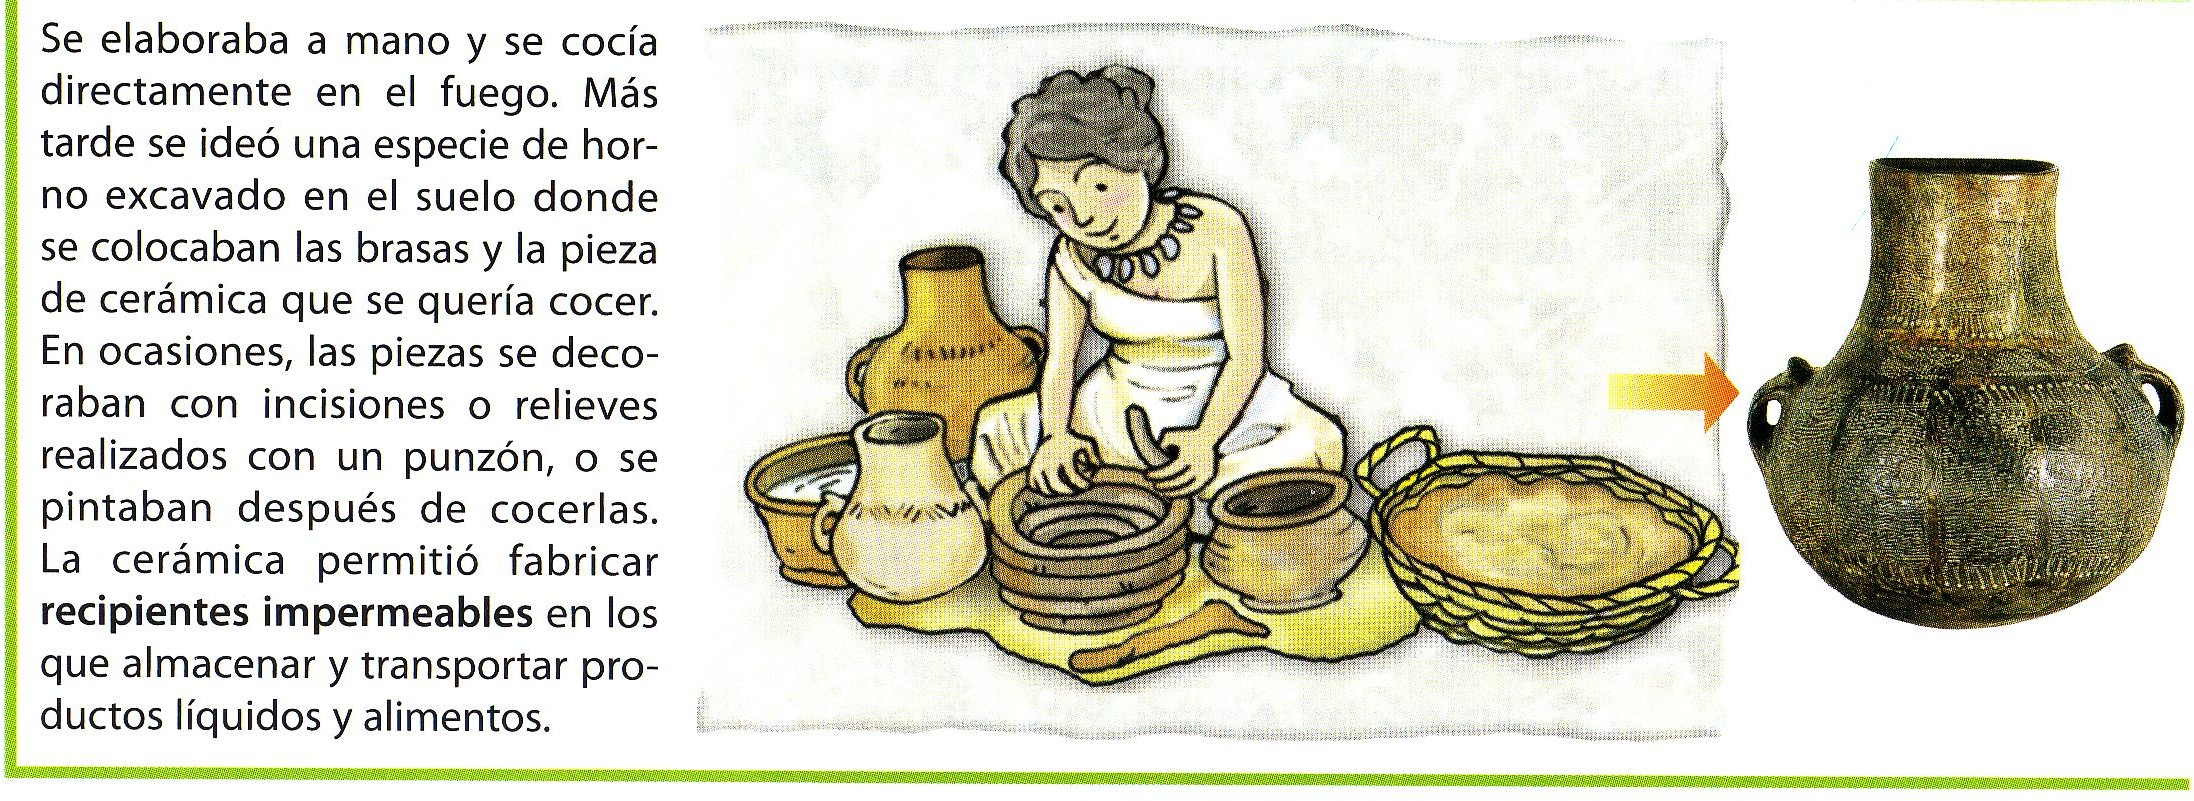 Se elaboraba a mano y se cocía
directamente en el fuego. Más
tarde se ideó una especie de hor-
no excavado en el suelo donde
se colocaban las brasas y la pieza
de cerámica que se quería cocer.
En ocasiones, las piezas se deco-
raban con incisiones o relieves
realizados con un punzón, o se
pintaban después de cocerlas.
La cerámica permitió fabricar
recipientes impermeables en los
que almacenar y transportar pro-
ductos líquidos y alimentos.